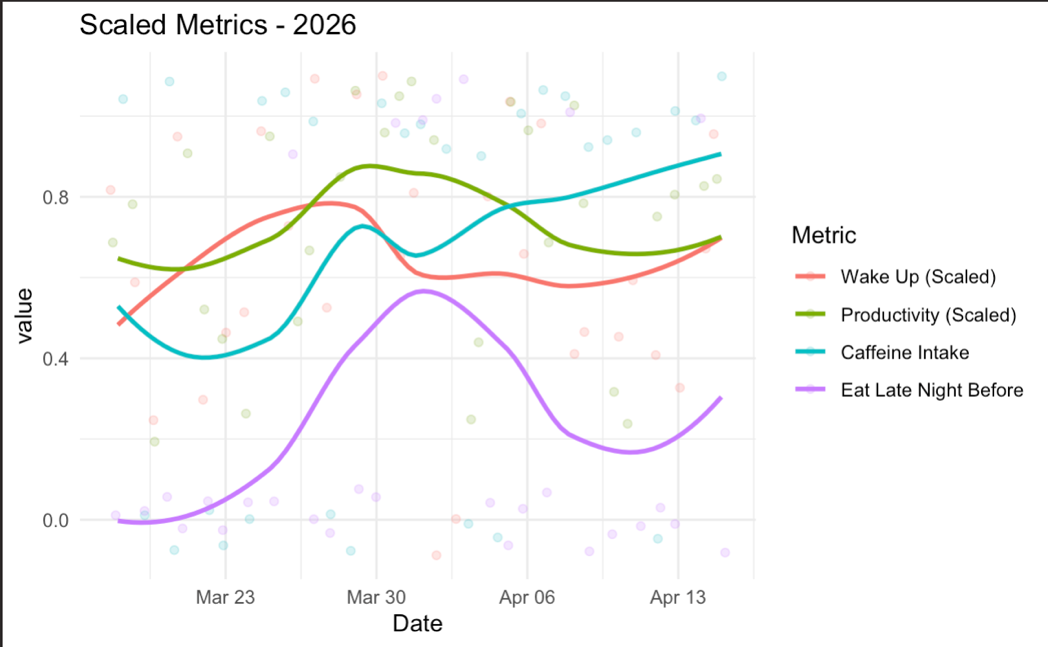 Scaled Metrics - 2026
value
0.8
0.4
0.0
Mar 23
Mar 30
Apr 06
Apr 13
Date
Metric
Wake Up (Scaled)
Productivity (Scaled)
Caffeine Intake
Eat Late Night Before